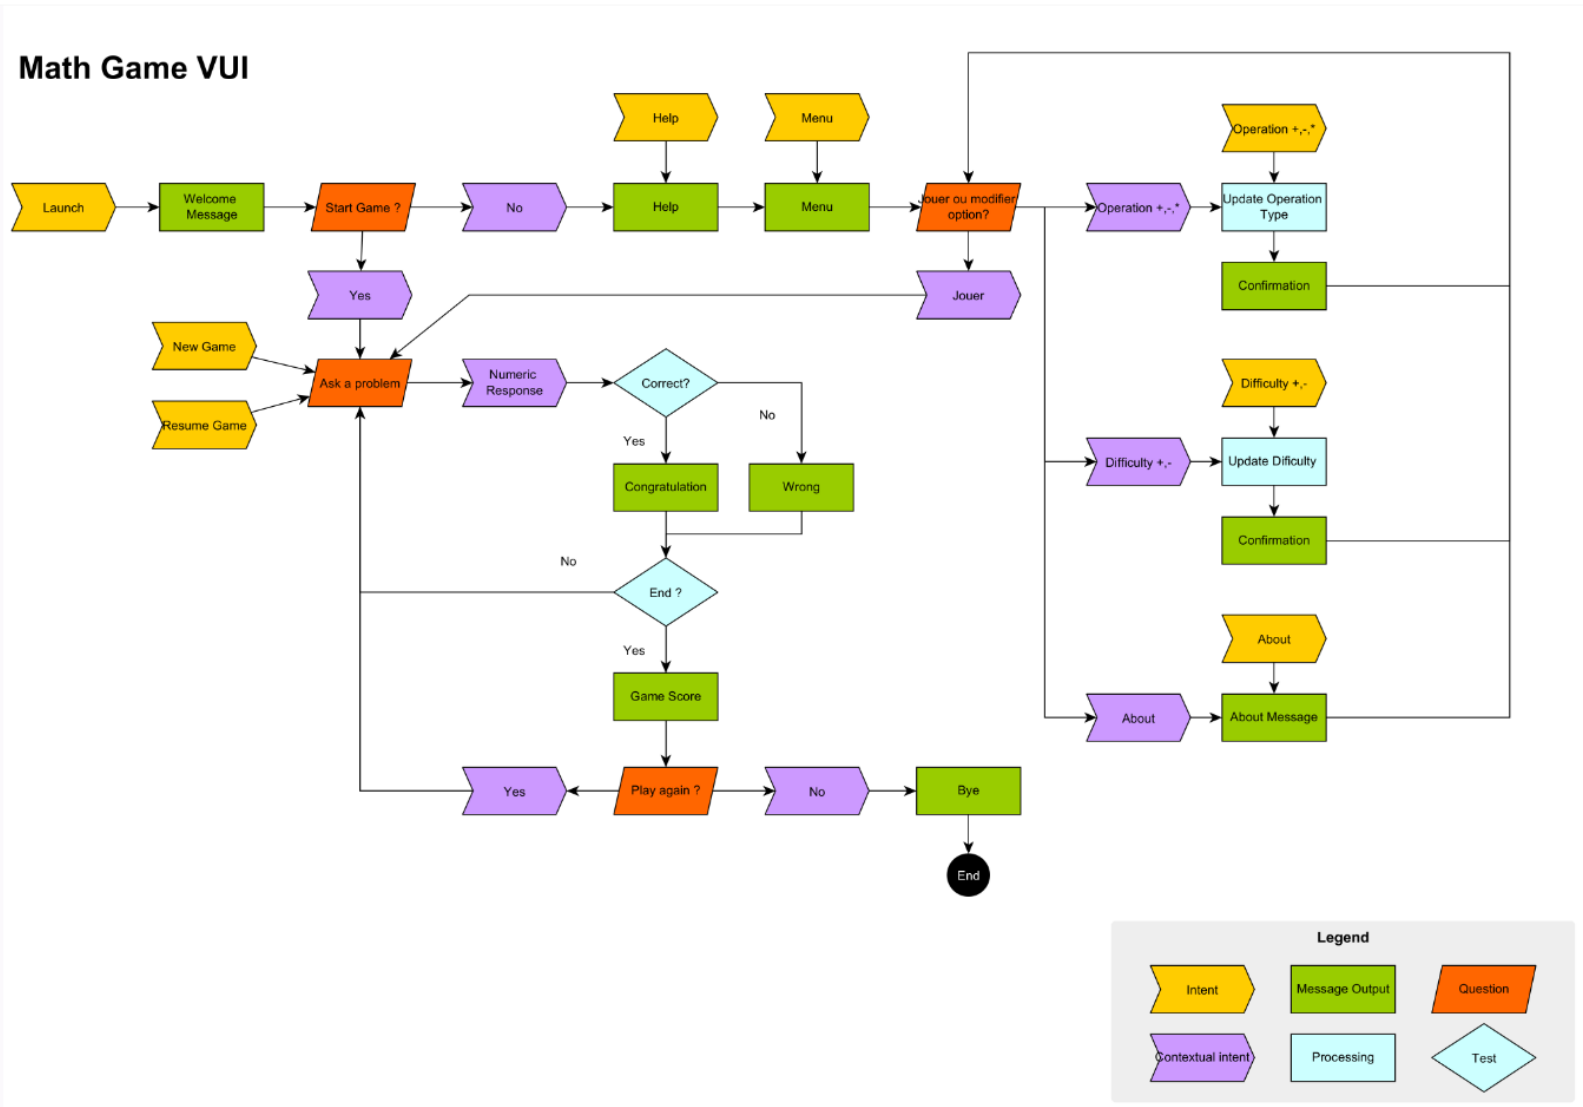 Math Game VUI
Help
Menu
Operation +,-,*
Launch
Welcome
Message
Start Game ?
No
Help
Menu
Jouer ou modifier
option?
Operation +,-,*
Update Operation
Type
Yes
Jouer
Confirmation
New Game
Resume Game
Ask a problem
Numeric
Response
Correct?
No
Yes
Difficulty +,-
Congratulation
Wrong
Difficulty +,-
Update Dificulty
No
End ?
Confirmation
Yes
Game Score
About
About
About Message
Yes
Play again ?
No
Bye
End
Legend
Intent
Message Output
Question
Contextual intent
Processing
Test